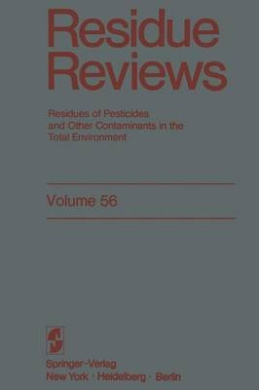 Residue
Reviews
Residues of Pesticides
and Other Contaminants in the
Total Environment
Volume 56
Springer-Verlag
New York · Heidelberg · Berlin